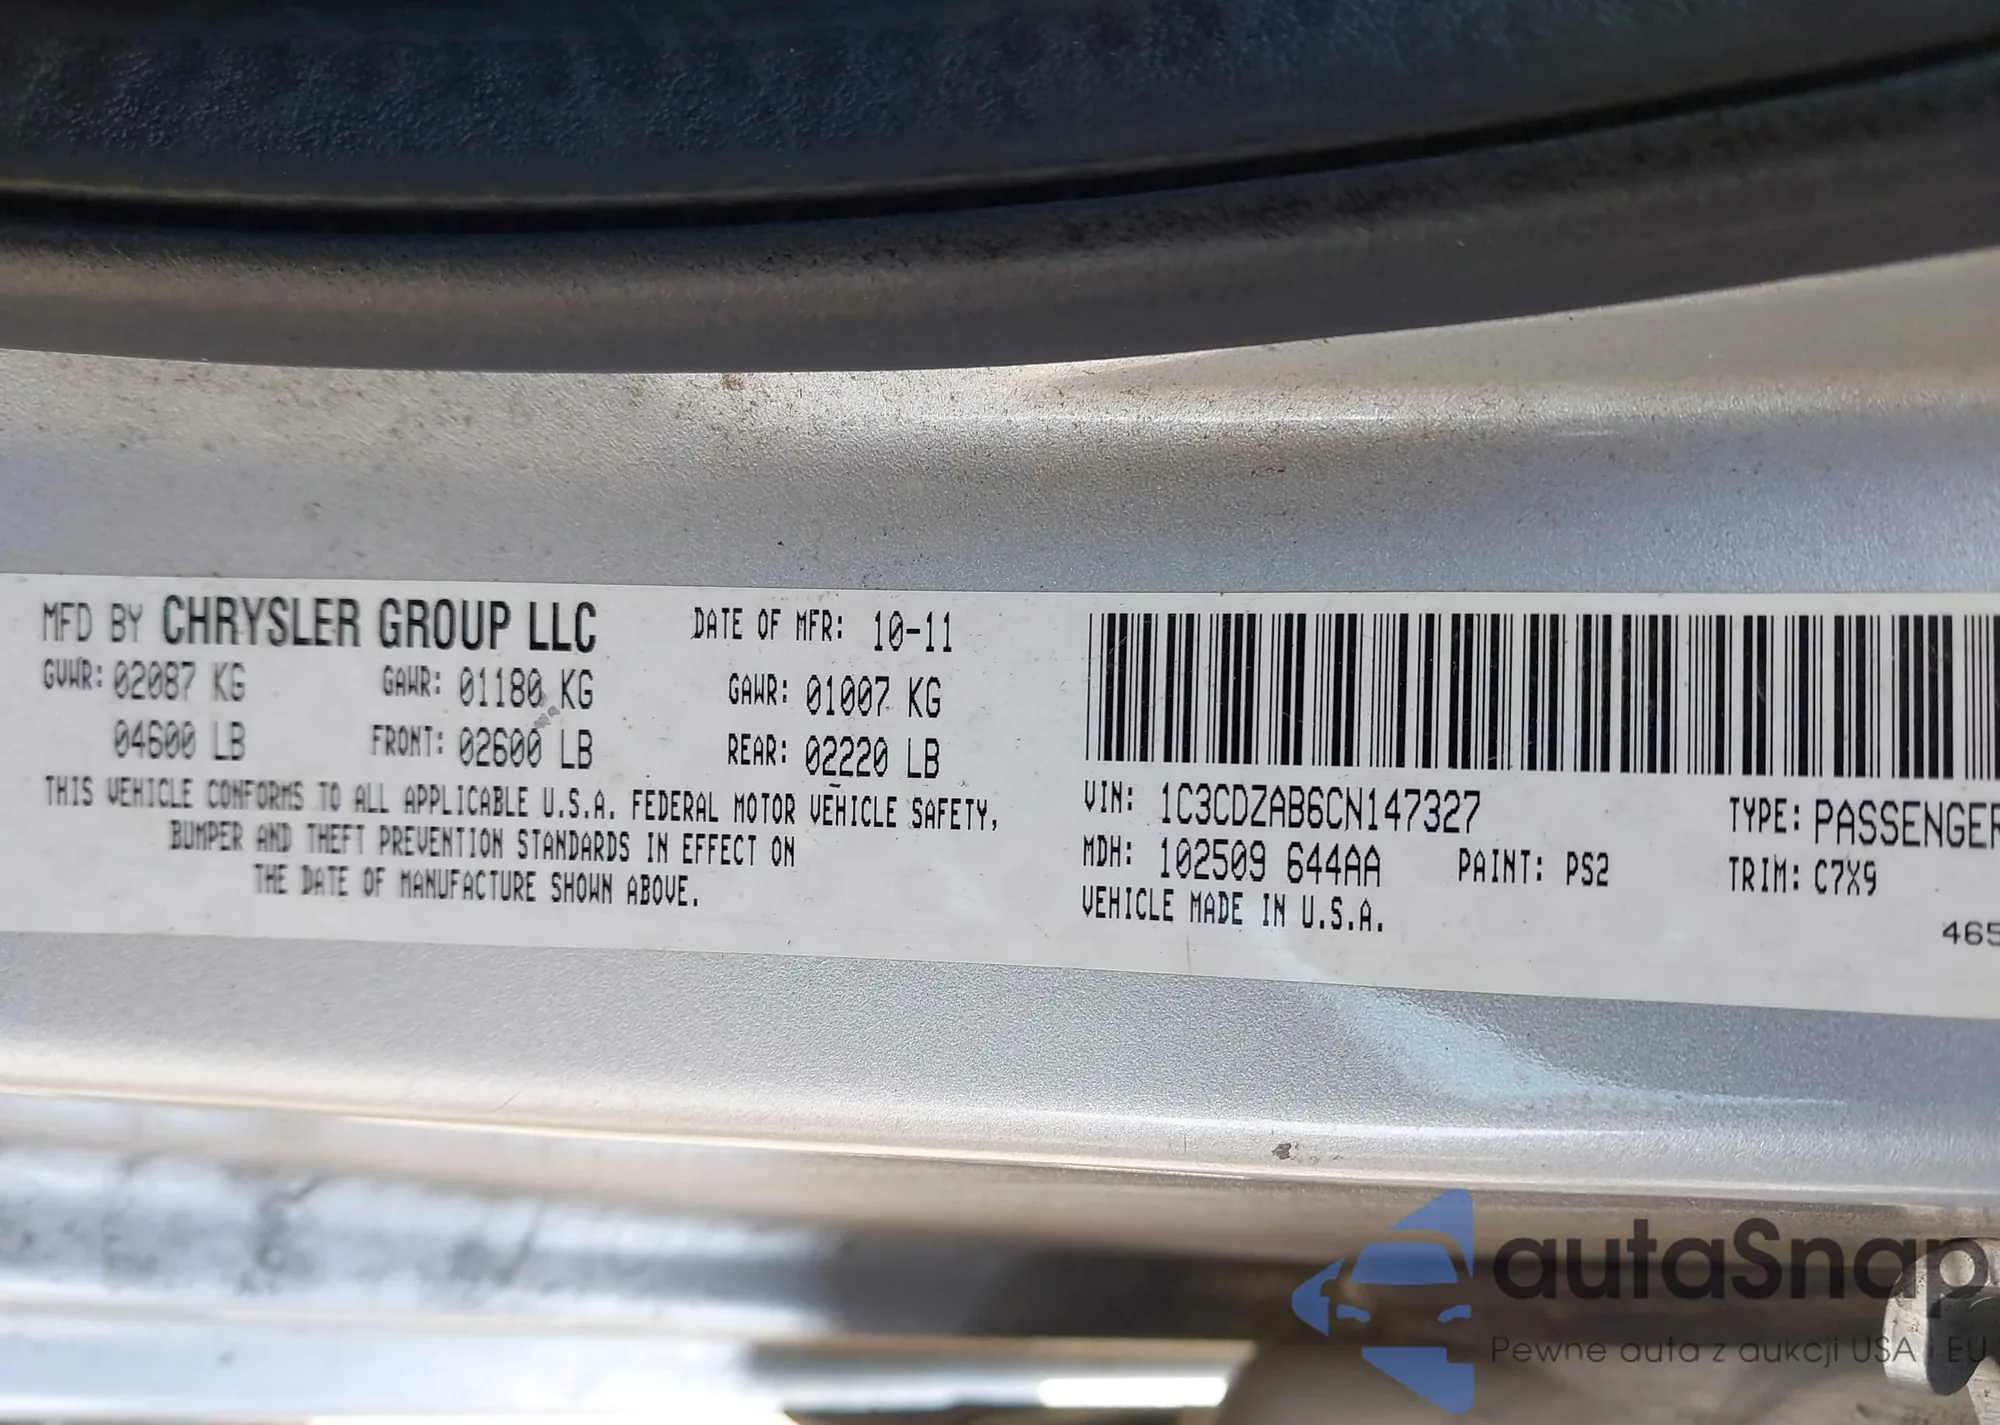 MFD BY CHRYSLER GROUP LLC DATE OF MFR: 10-11
GVWR: 02087 KG GAWR: 01180 KG GAWR: 01007 KG
04600 LB FRONT: 02600 LB REAR: 02220 LB
THIS VEHICLE CONFORMS TO ALL APPLICABLE U.S.A. FEDERAL MOTOR VEHICLE SAFETY,
BUMPER AND THEFT PREVENTION STANDARDS IN EFFECT ON
THE DATE OF MANUFACTURE SHOWN ABOVE.
VIN: 1C3CDZAB6CN147327 TYPE: PASSENGER
MDH: 102509 644AA PAINT: PS2 TRIM: C7X9
VEHICLE MADE IN U.S.A.
465
autaSnap
Pewne auta z aukcji USA i EU